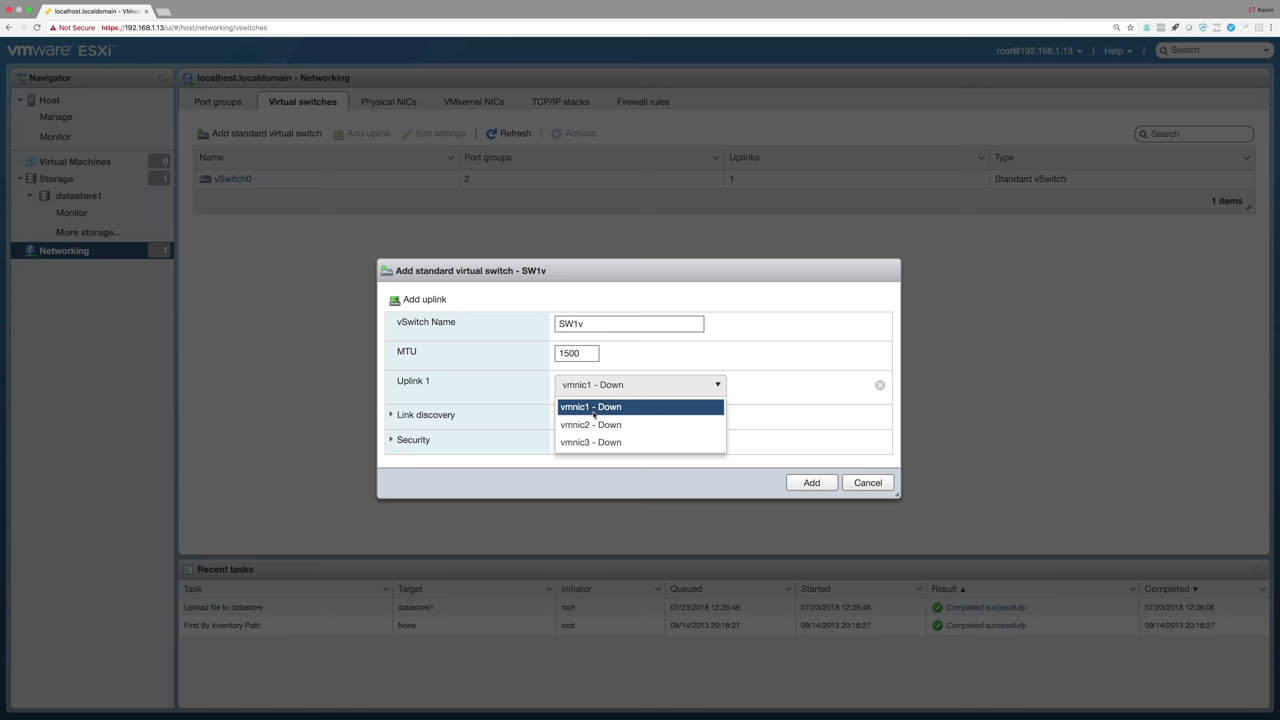 localhost.localdomain - VMw
Kevin
Not Secure
https://192.168.1.13/ui/#/host/networking/vswitches
vmware ESXi™
root@192.168.1.13
Help
Search
Navigator
localhost.localdomain - Networking
Host
Manage
Monitor
Virtual Machines 0
Storage 1
datastore1
Monitor
More storage...
Networking 1
Port groups
Virtual switches
Physical NICs
VMkernel NICs
TCP/IP stacks
Firewall rules
Add standard virtual switch
Add uplink
Edit settings
Refresh
Actions
Search
Name Port groups Uplinks Type
vSwitch0 2 1 Standard vSwitch
1 items
Add standard virtual switch - SW1v
Add uplink
vSwitch Name SW1v
MTU 1500
Uplink 1 vmnic1 - Down
vmnic1 - Down
vmnic2 - Down
vmnic3 - Down
Link discovery
Security
Add
Cancel
Recent tasks
Task Target Initiator Queued Started Result Completed
Upload file to datastore datastore1 root 07/23/2018 12:35:46 07/23/2018 12:35:46 Completed successfully 07/23/2018 12:36:06
Find By Inventory Path None root 09/14/2013 20:18:27 09/14/2013 20:18:27 Completed successfully 09/14/2013 20:18:27